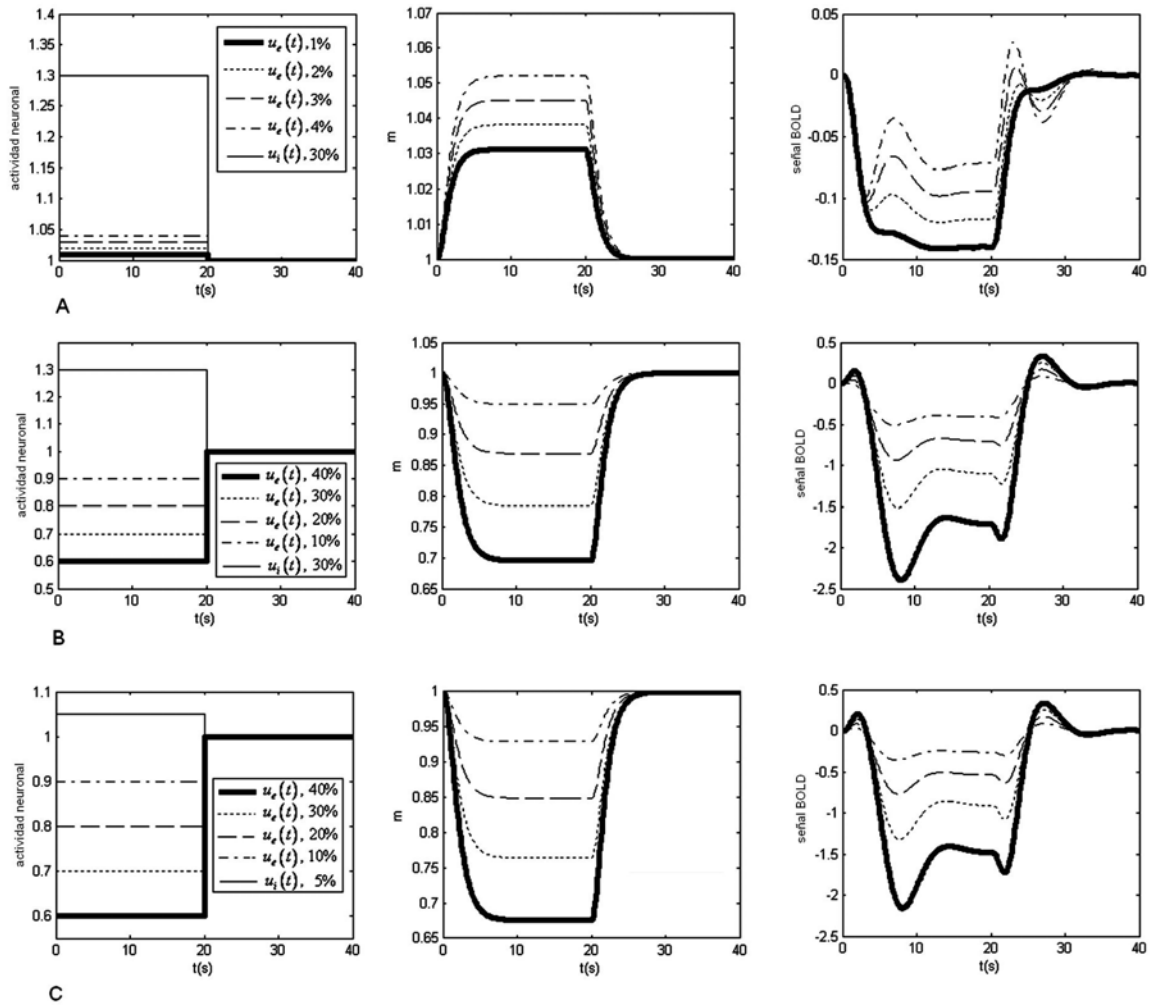 actividad neuronal
1.4
1.35
1.3
1.25
1.2
1.15
1.1
1.05
1
0 10 20 30 40
t(s)
u_e(t), 1%
u_e(t), 2%
u_e(t), 3%
u_e(t), 4%
u_i(t), 30%
m
1.06
1.05
1.04
1.03
1.02
1.01
1
0 10 20 30 40
t(s)
señal BOLD
0.05
0
-0.05
-0.1
-0.15
0 10 20 30 40
t(s)
A
actividad neuronal
1.3
1.2
1.1
1
0.9
0.8
0.7
0.6
0.5
0 10 20 30 40
t(s)
u_e(t), 40%
u_e(t), 30%
u_e(t), 20%
u_e(t), 10%
u_i(t), 30%
m
1.05
1
0.95
0.9
0.85
0.8
0.75
0.7
0.65
0 10 20 30 40
t(s)
señal BOLD
0.5
0
-0.5
-1
-1.5
-2
-2.5
0 10 20 30 40
t(s)
B
actividad neuronal
1.1
1
0.9
0.8
0.7
0.6
0 10 20 30 40
t(s)
u_e(t), 40%
u_e(t), 30%
u_e(t), 20%
u_e(t), 10%
u_i(t), 5%
m
1
0.95
0.9
0.85
0.8
0.75
0.7
0.65
0 10 20 30 40
t(s)
señal BOLD
0.5
0
-0.5
-1
-1.5
-2
-2.5
0 10 20 30 40
t(s)
C